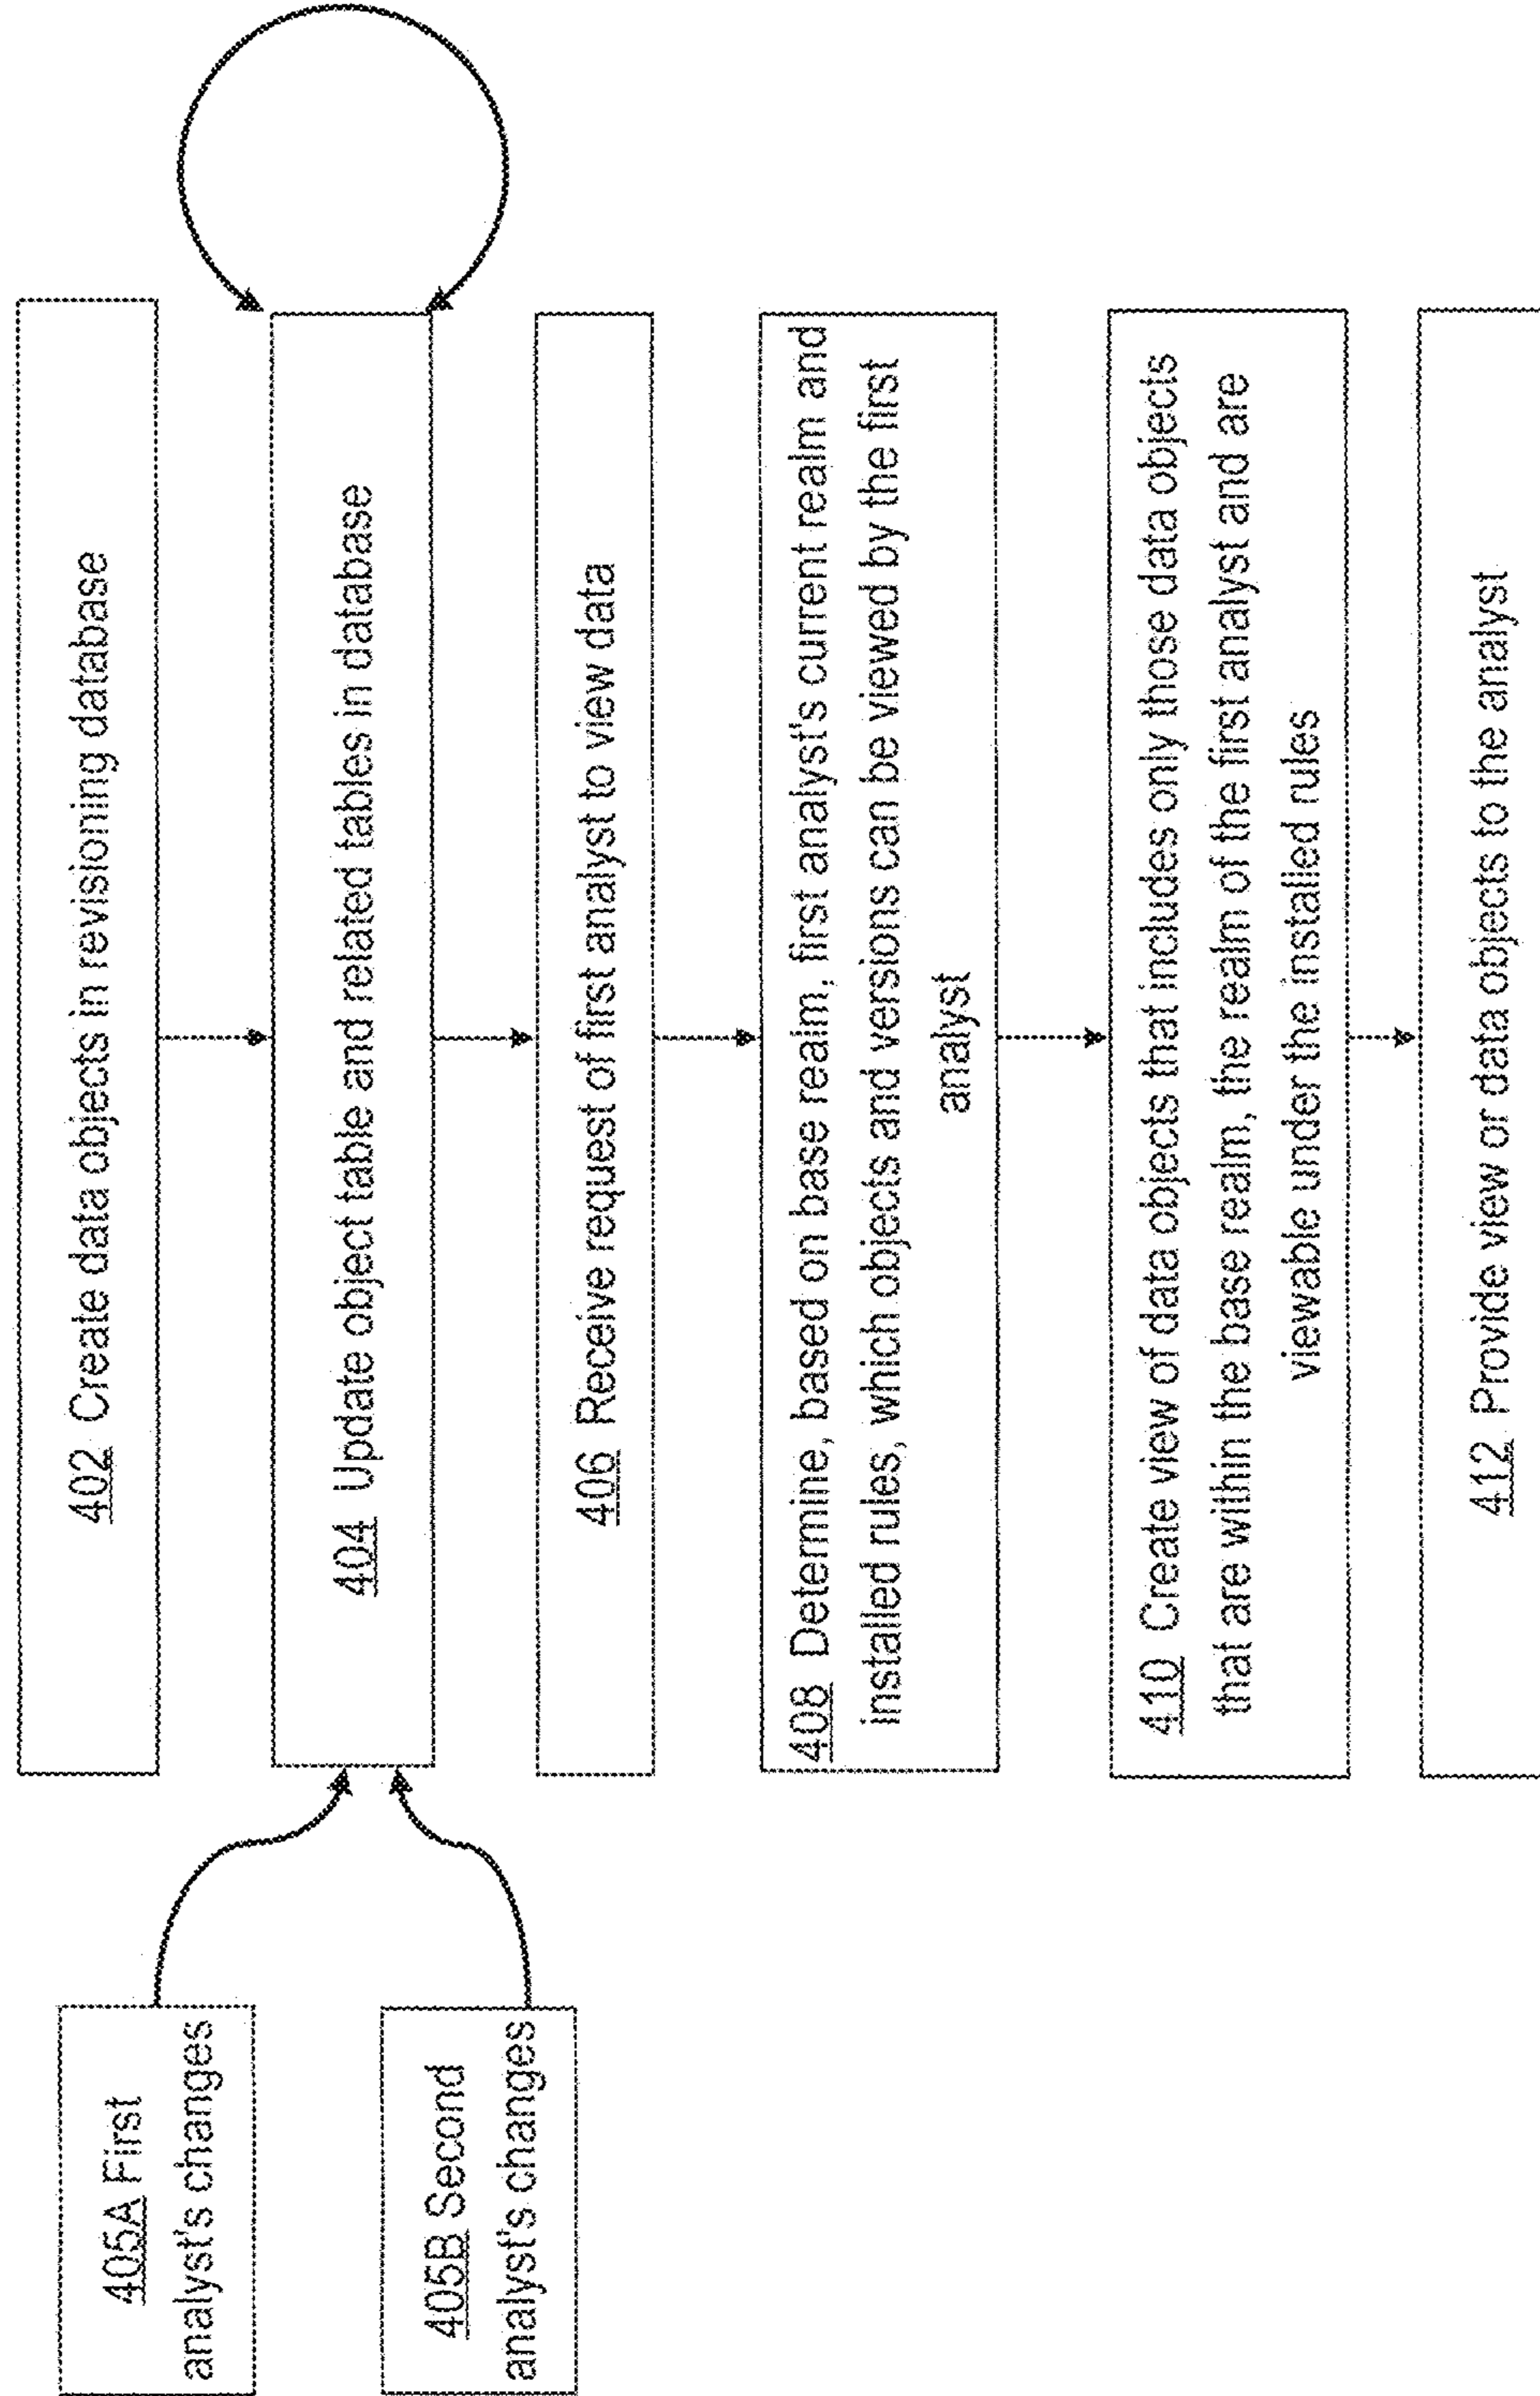 402 Create data objects in revisioning database
405A First
analyst's changes
404 Update object table and related tables in database
405B Second
analyst's changes
406 Receive request of first analyst to view data
408 Determine, based on base realm, first analyst's current realm and
installed rules, which objects and versions can be viewed by the first
analyst
410 Create view of data objects that includes only those data objects
that are within the base realm, the realm of the first analyst and are
viewable under the installed rules
412 Provide view or data objects to the analyst